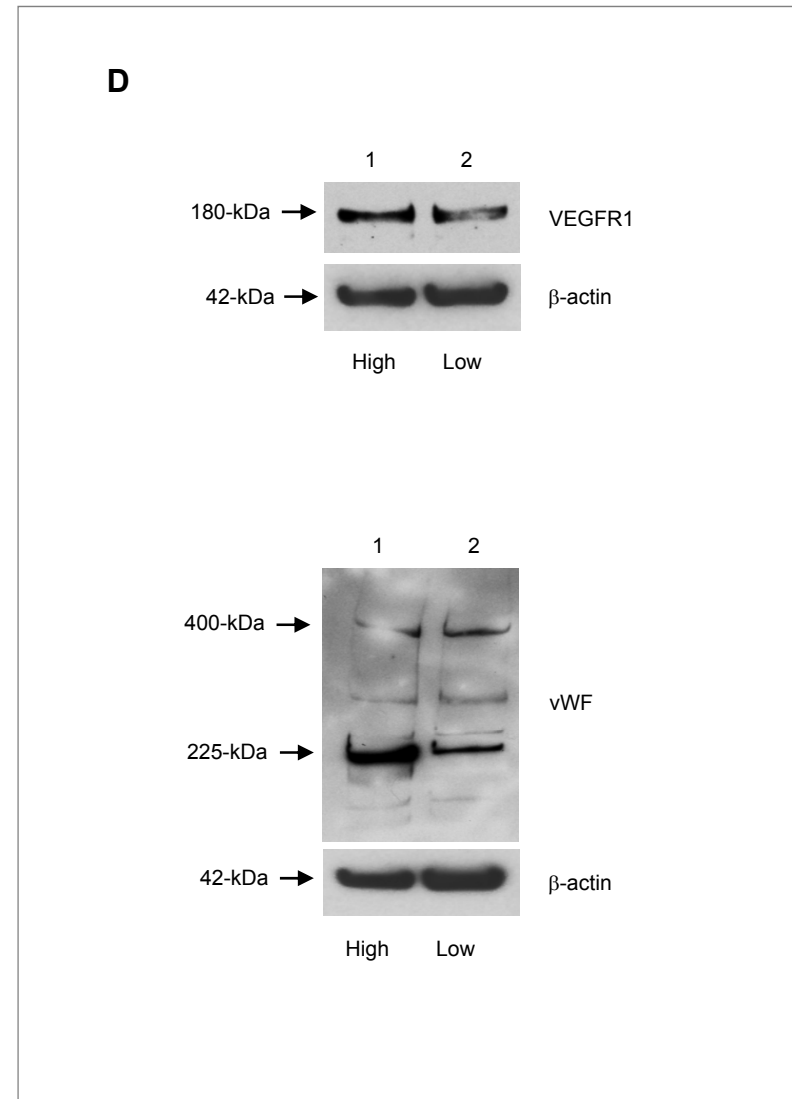 D
1 2
180-kDa VEGFR1
42-kDa β-actin
High Low
1 2
400-kDa
vWF
225-kDa
42-kDa β-actin
High Low